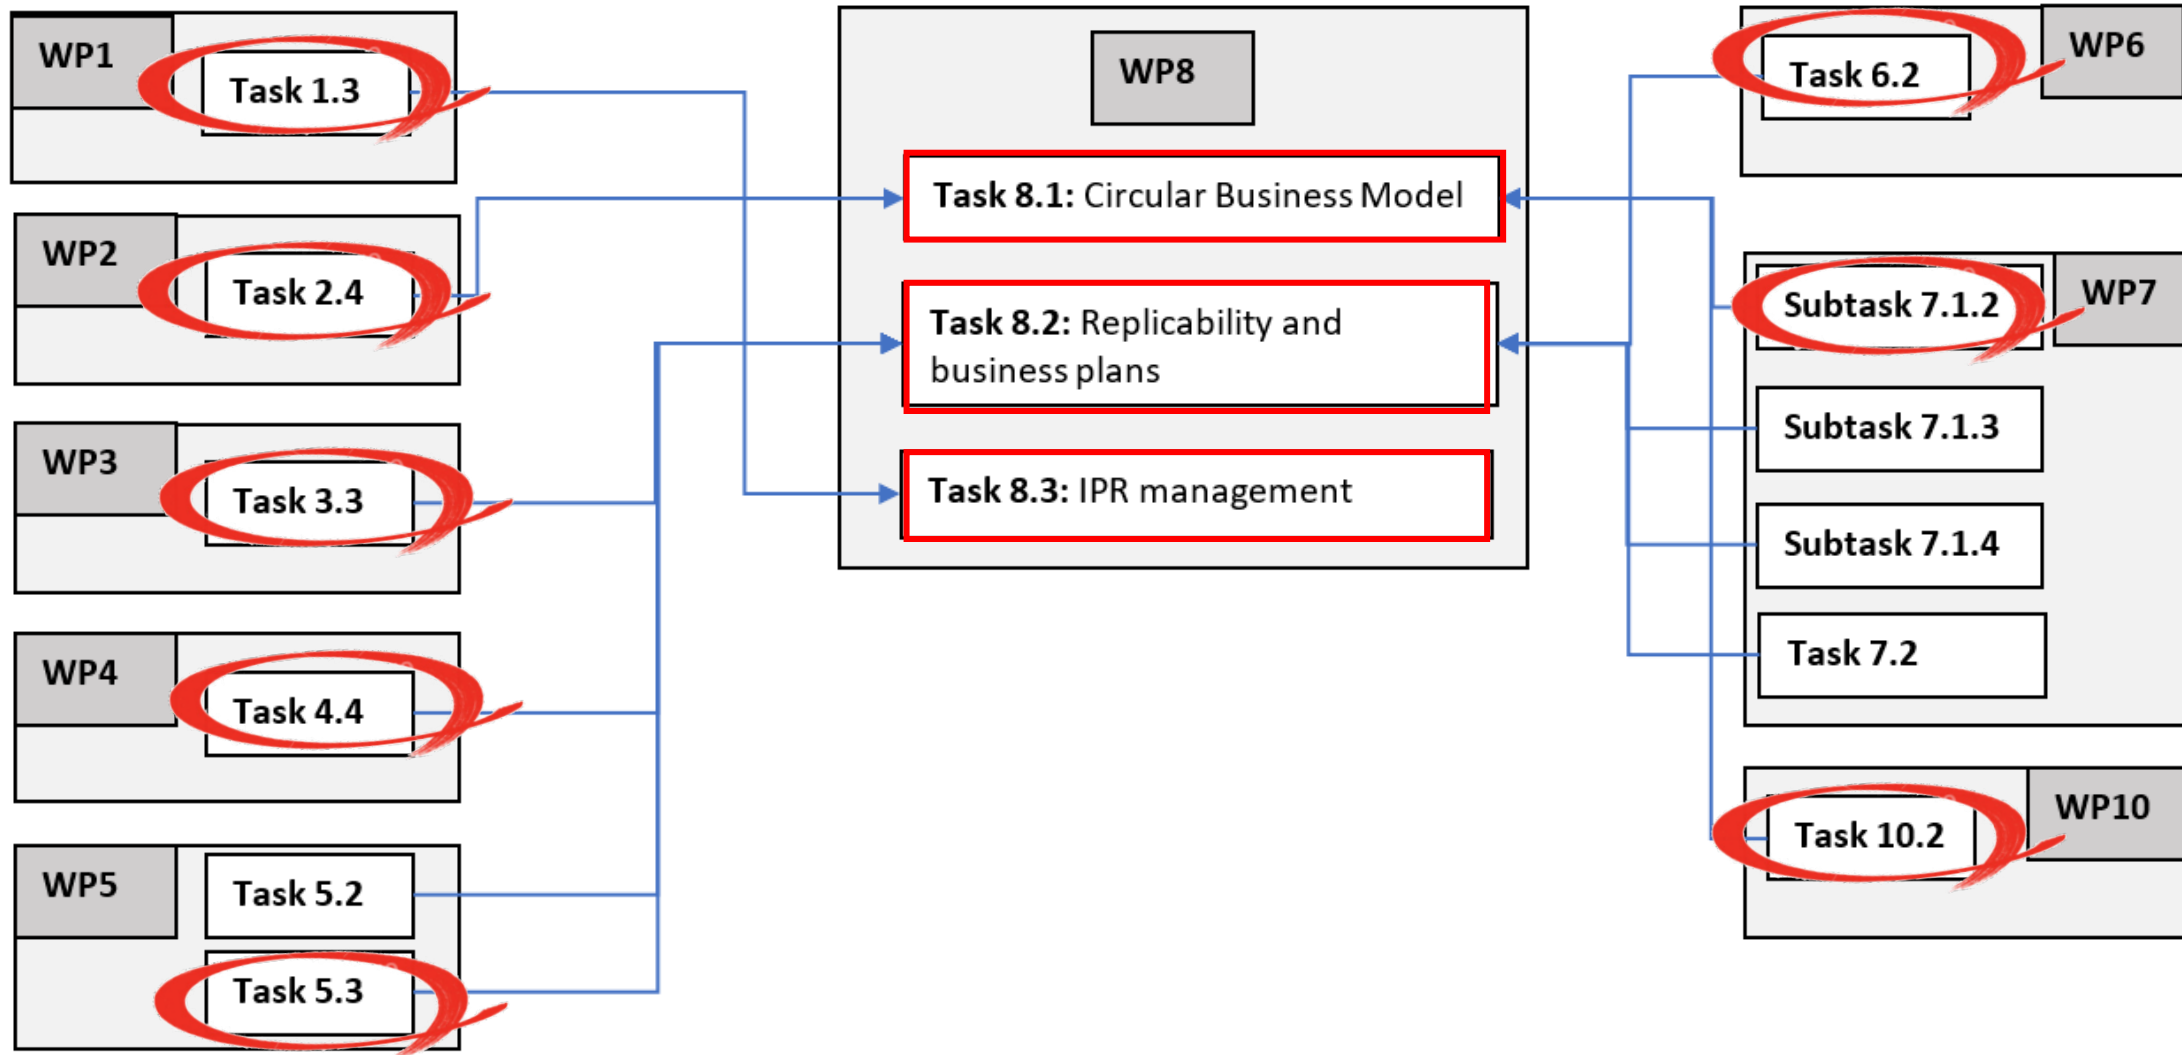 WP1
Task 1.3
WP2
Task 2.4
WP3
Task 3.3
WP4
Task 4.4
WP5
Task 5.2
Task 5.3
WP8
Task 8.1: Circular Business Model
Task 8.2: Replicability and
business plans
Task 8.3: IPR management
WP6
Task 6.2
WP7
Subtask 7.1.2
Subtask 7.1.3
Subtask 7.1.4
Task 7.2
WP10
Task 10.2